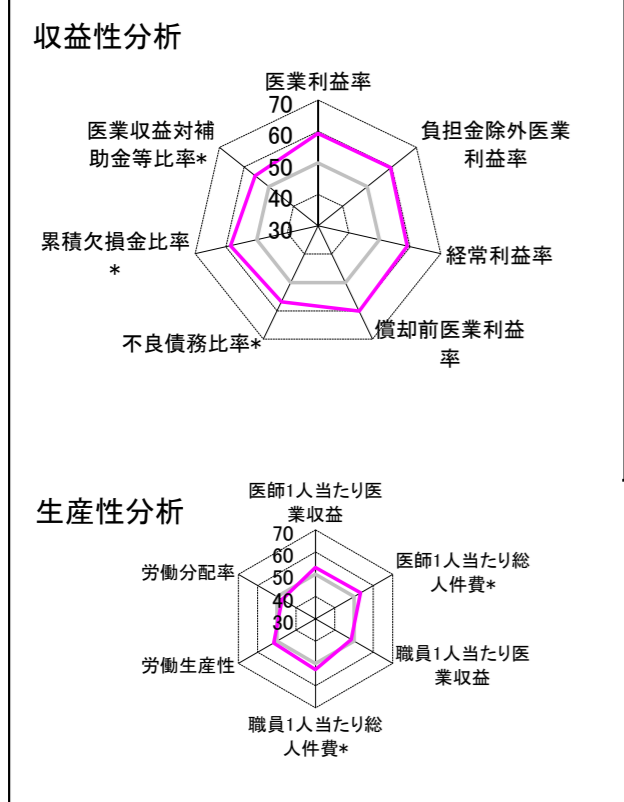 収益性分析
医業利益率
70
60
50
40
30
負担金除外医業
利益率
経常利益率
償却前医業利益
率
不良債務比率*
累積欠損金比率
*
医業収益対補
助金等比率*
生産性分析
医師1人当たり医
業収益
70
60
50
40
30
医師1人当たり総
人件費*
職員1人当たり医
業収益
職員1人当たり総
人件費*
労働生産性
労働分配率